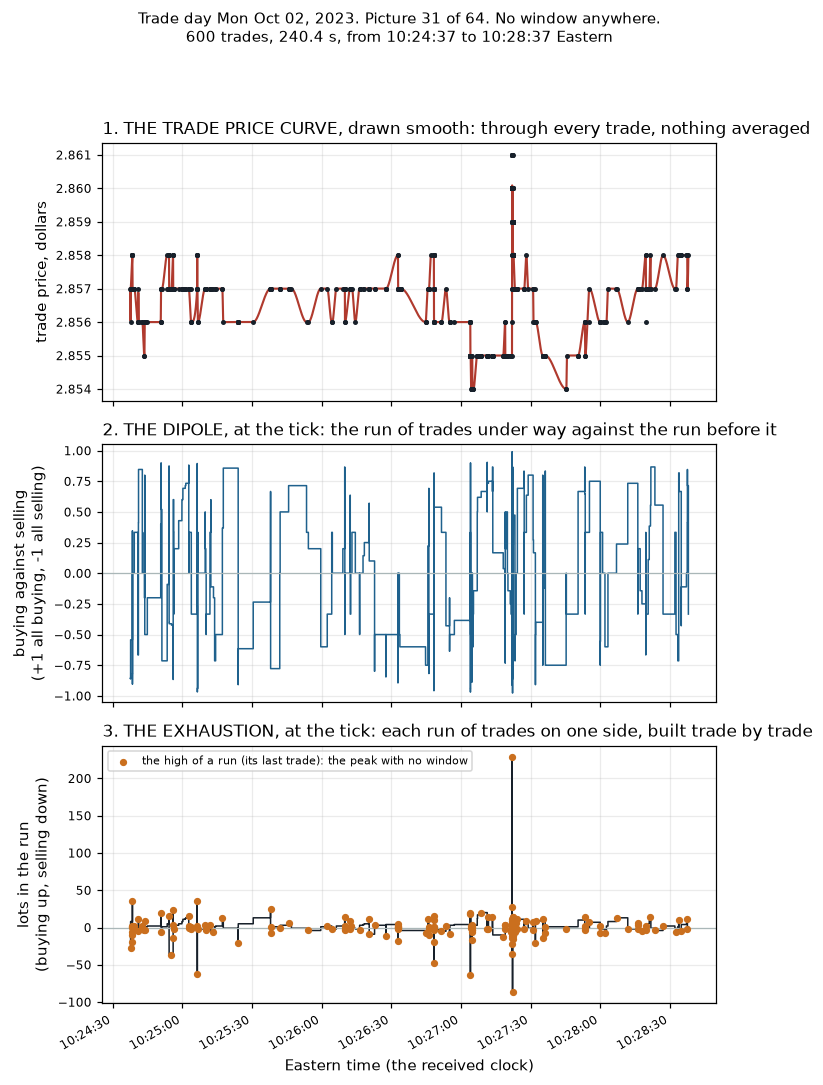 Trade day Mon Oct 02, 2023. Picture 31 of 64. No window anywhere.
600 trades, 240.4 s, from 10:24:37 to 10:28:37 Eastern
1. THE TRADE PRICE CURVE, drawn smooth: through every trade, nothing averaged
trade price, dollars
2.861
2.860
2.859
2.858
2.857
2.856
2.855
2.854
2. THE DIPOLE, at the tick: the run of trades under way against the run before it
buying against selling
(+1 all buying, -1 all selling)
1.00
0.75
0.50
0.25
0.00
−0.25
−0.50
−0.75
−1.00
3. THE EXHAUSTION, at the tick: each run of trades on one side, built trade by trade
the high of a run (its last trade): the peak with no window
lots in the run
(buying up, selling down)
200
150
100
50
0
−50
−100
10:24:30
10:25:00
10:25:30
10:26:00
10:26:30
10:27:00
10:27:30
10:28:00
10:28:30
Eastern time (the received clock)